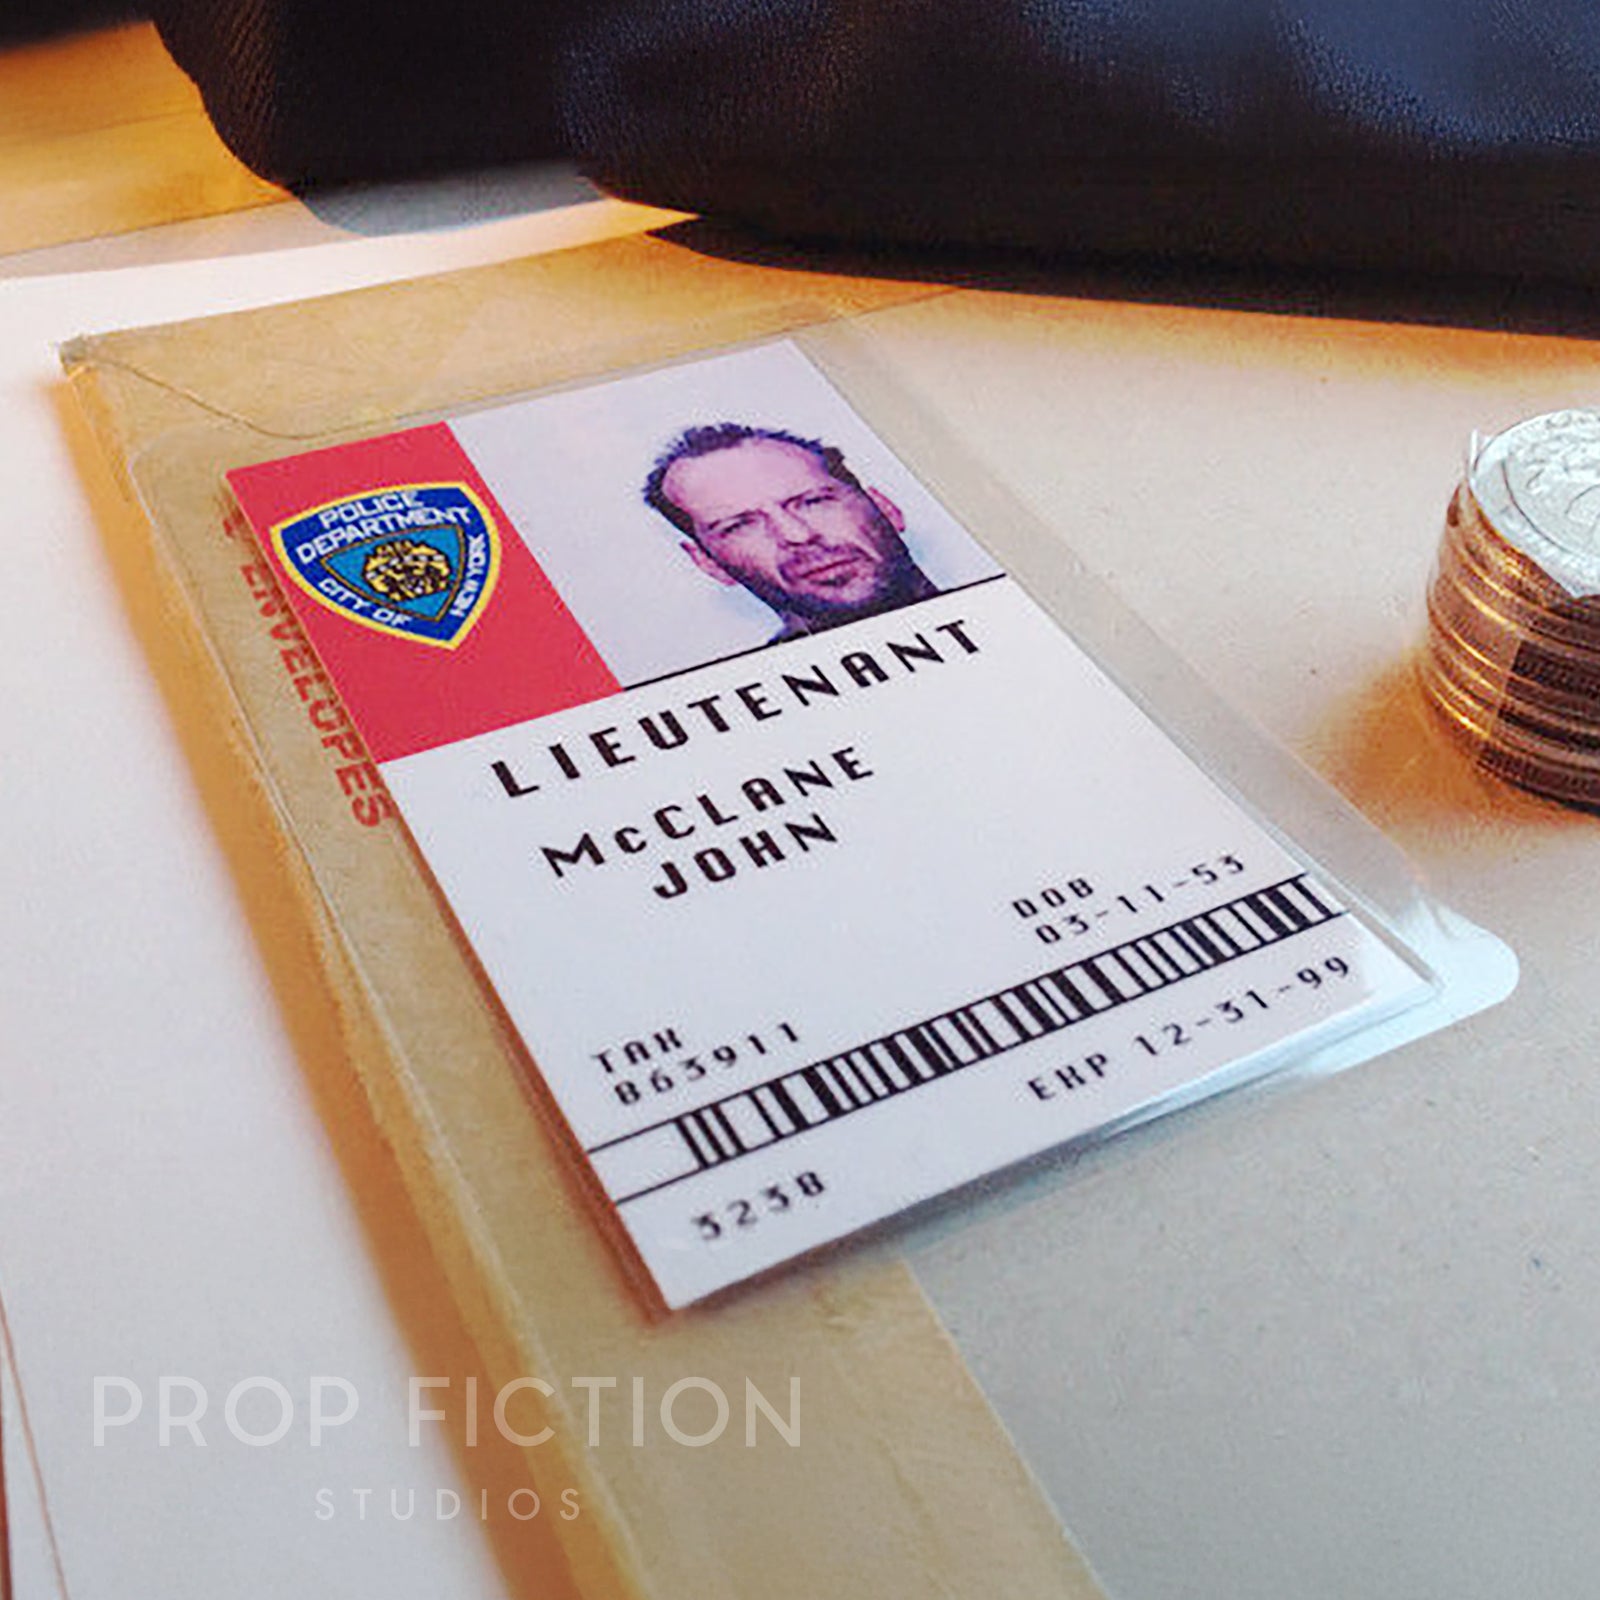 POLICE
DEPARTMENT
CITY OF NEW YORK
LIEUTENANT
McCLANE
JOHN
DOB
03-11-53
TAX
863911
EXP 12-31-99
3238
ENVELOPES
PROP FICTION
STUDIOS